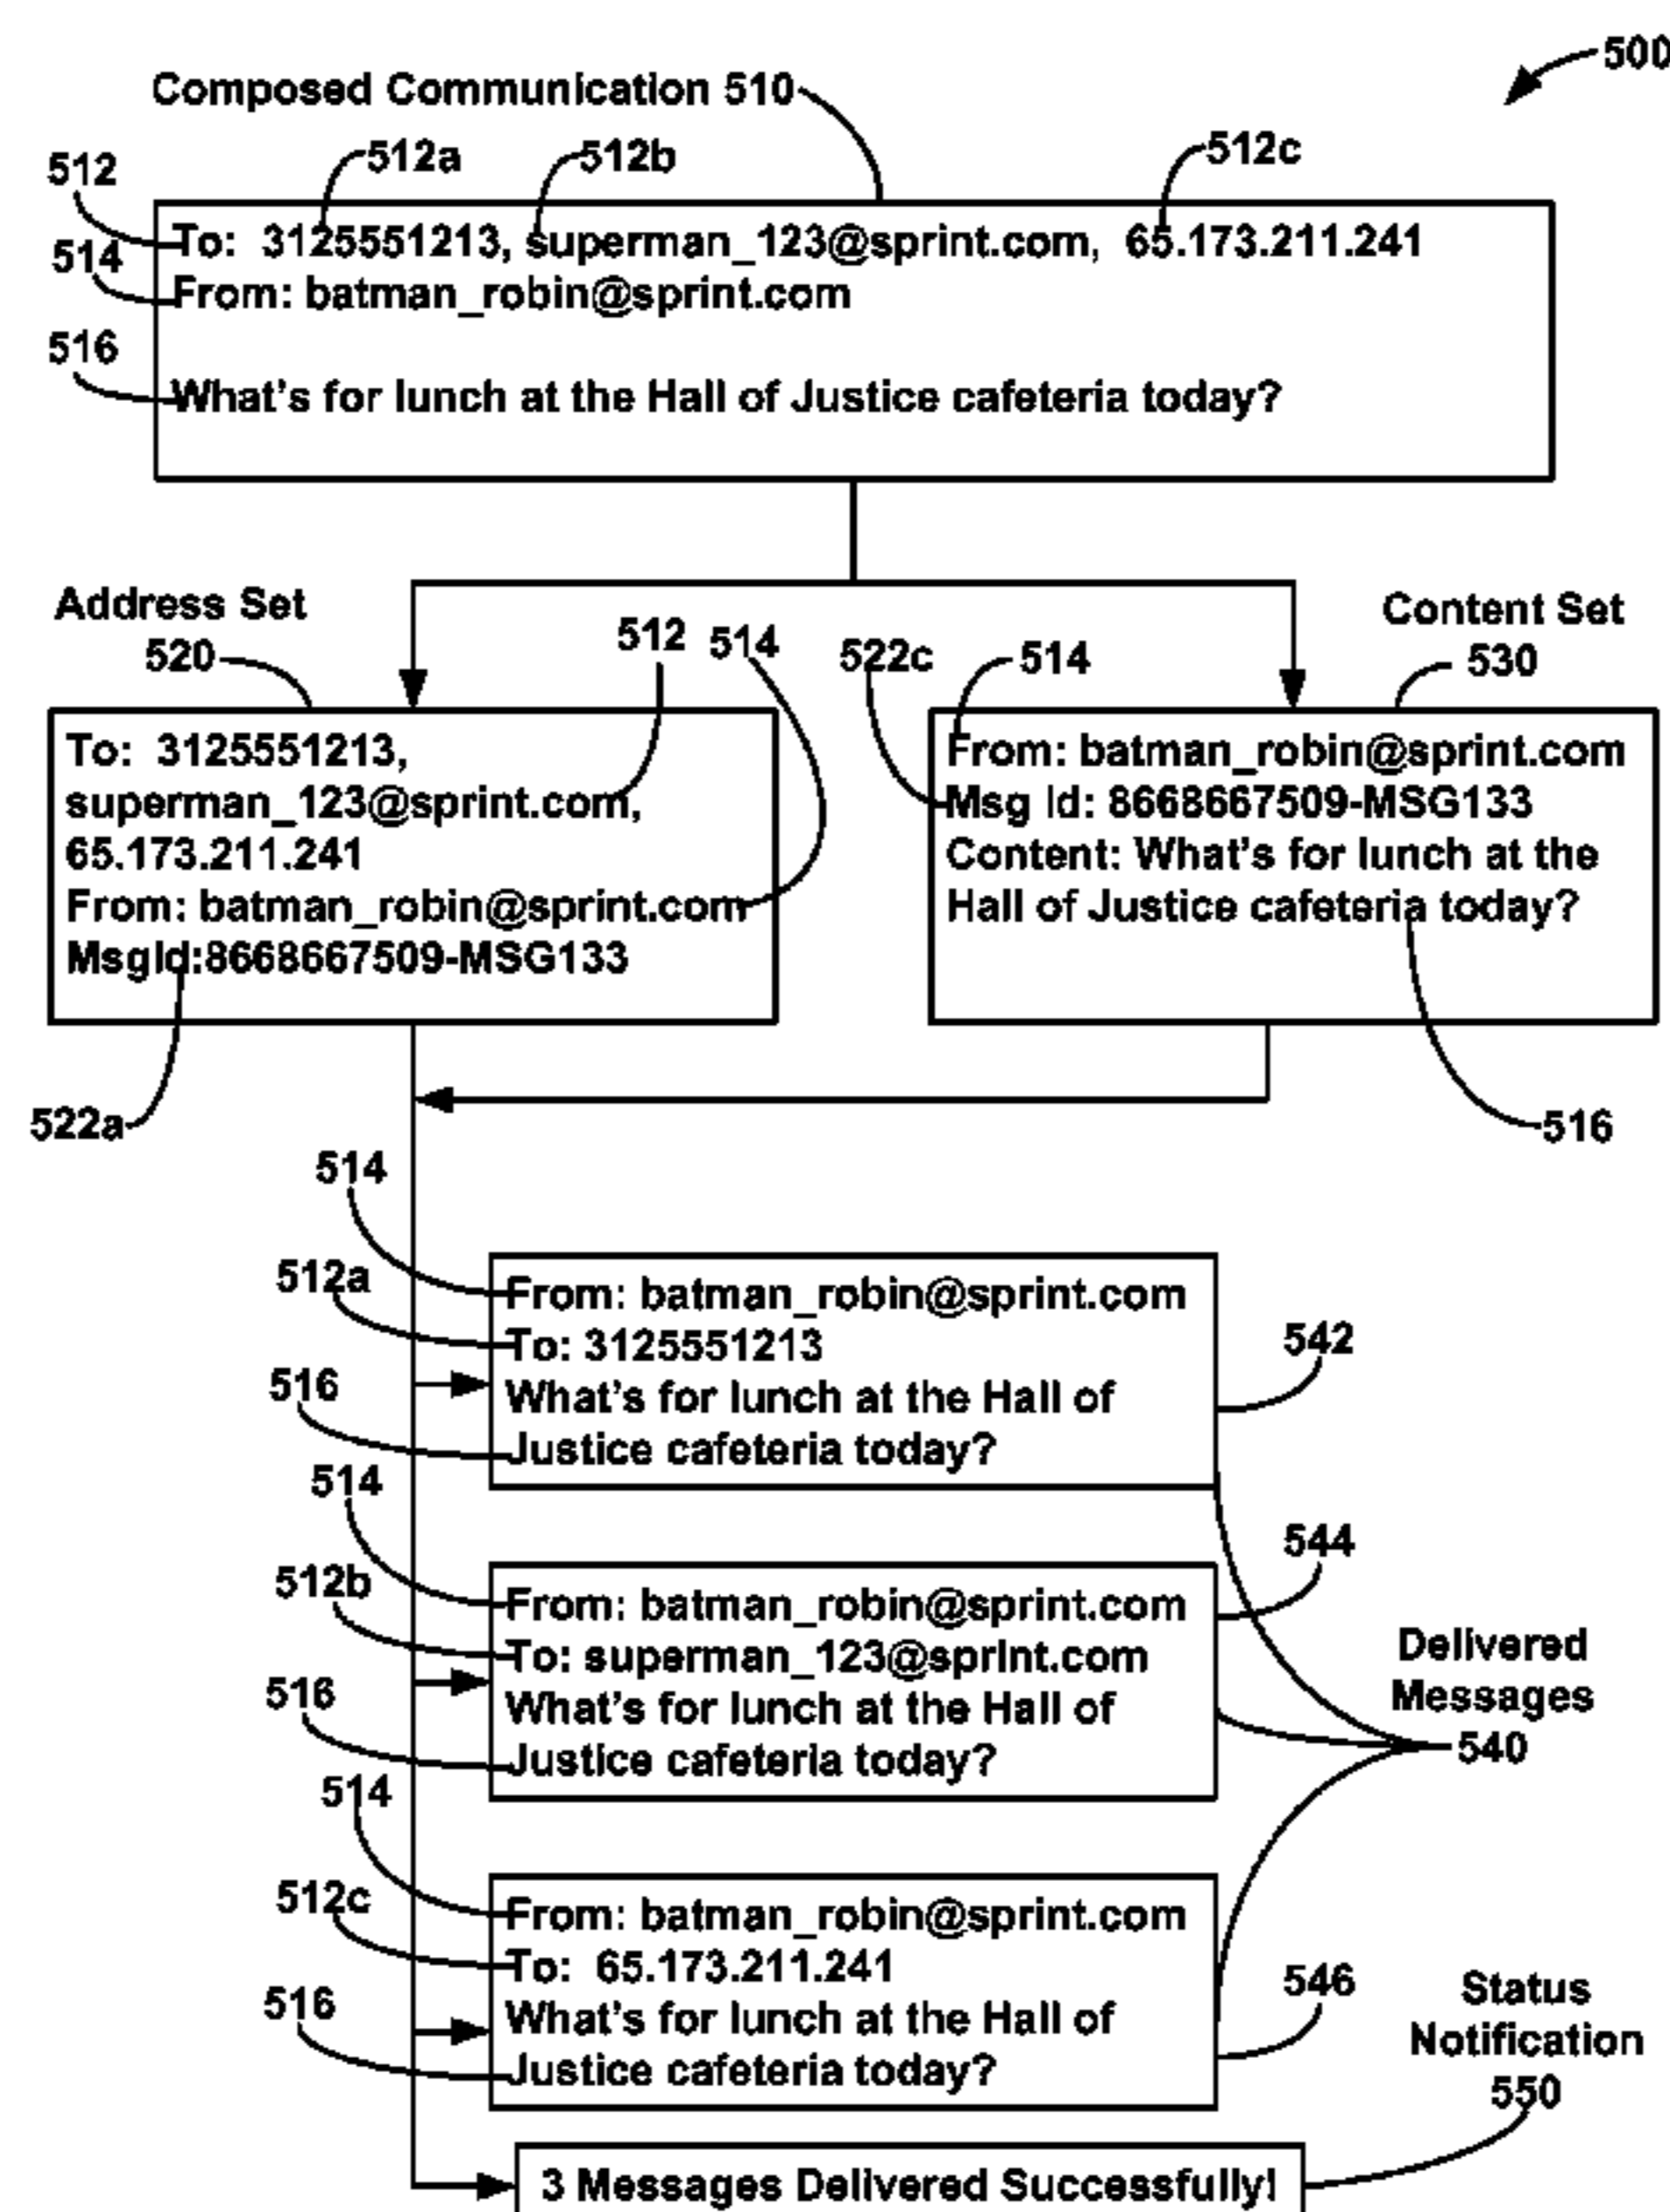 500
Composed Communication 510
512a
512b
512c
512
To: 3125551213, superman_123@sprint.com, 65.173.211.241
514
From: batman_robin@sprint.com
516
What's for lunch at the Hall of Justice cafeteria today?
Address Set
520
512
514
522c
514
Content Set
530
To: 3125551213,
superman_123@sprint.com,
65.173.211.241
From: batman_robin@sprint.com
MsgId:8668667509-MSG133
From: batman_robin@sprint.com
Msg Id: 8668667509-MSG133
Content: What's for lunch at the
Hall of Justice cafeteria today?
522a
516
514
512a
516
From: batman_robin@sprint.com
To: 3125551213
What's for lunch at the Hall of
Justice cafeteria today?
542
514
512b
516
From: batman_robin@sprint.com
To: superman_123@sprint.com
What's for lunch at the Hall of
Justice cafeteria today?
544
Delivered
Messages
540
514
512c
516
From: batman_robin@sprint.com
To: 65.173.211.241
What's for lunch at the Hall of
Justice cafeteria today?
546
Status
Notification
550
3 Messages Delivered Successfully!